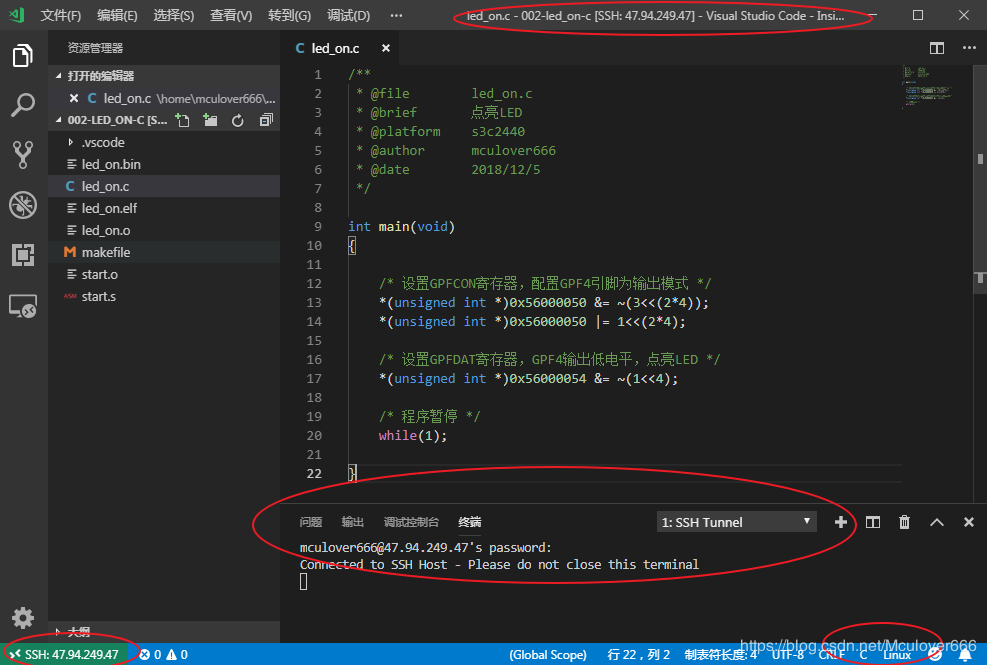 文件(F) 编辑(E) 选择(S) 查看(V) 转到(G) 调试(D) ··· led_on.c - 002-led_on-c [SSH: 47.94.249.47] - Visual Studio Code - Insi...
资源管理器
打开的编辑器
led_on.c \home\mculover666\...
002-LED_ON-C [S...
.vscode
led_on.bin
C led_on.c
led_on.elf
led_on.o
M makefile
start.o
ASM start.s
大纲
C led_on.c ×
1 /**
2 * @file led_on.c
3 * @brief 点亮LED
4 * @platform s3c2440
5 * @author mculover666
6 * @date 2018/12/5
7 */
8
9 int main(void)
10 {
11
12 /* 设置GPFCON寄存器，配置GPF4引脚为输出模式 */
13 *(unsigned int *)0x56000050 &= ~(3<<(2*4));
14 *(unsigned int *)0x56000050 |= 1<<(2*4);
15
16 /* 设置GPFDAT寄存器，GPF4输出低电平，点亮LED */
17 *(unsigned int *)0x56000054 &= ~(1<<4);
18
19 /* 程序暂停 */
20 while(1);
21
22 }
问题 输出 调试控制台 终端 1: SSH Tunnel
mculover666@47.94.249.47's password:
Connected to SSH Host - Please do not close this terminal
https://blog.csdn.net/Mculover666
SSH: 47.94.249.47 0 0 (Global Scope) 行 22，列 2 制表符长度: 4 UTF-8 CRLF C Linux